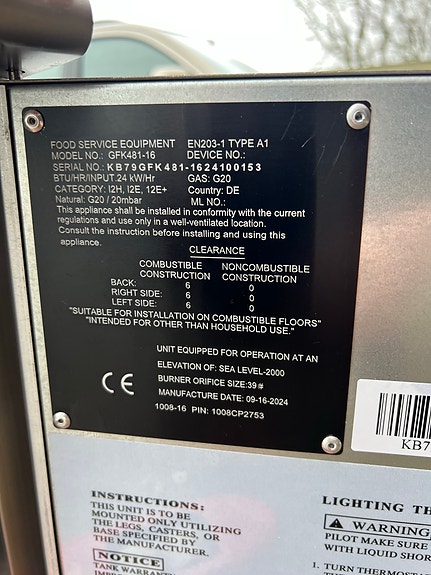 FOOD SERVICE EQUIPMENT EN203-1 TYPE A1
MODEL NO.: GFK481-16 DEVICE NO.:
SERIAL NO.: KB79GFK481-1624100153
BTU/HR/INPUT:24 kW/Hr GAS: G20
CATEGORY: I2H, I2E, 12E+ Country: DE
Natural: G20 / 20mbar ML NO.:
This appliance shall be installed in conformity with the current
regulations and use only in a well-ventilated location.
Consult the instruction before installing and using this
appliance.
CLEARANCE
COMBUSTIBLE NONCOMBUSTIBLE
CONSTRUCTION CONSTRUCTION
BACK: 6 0
RIGHT SIDE: 6 0
LEFT SIDE: 6 0
"SUITABLE FOR INSTALLATION ON COMBUSTIBLE FLOORS"
"INTENDED FOR OTHER THAN HOUSEHOLD USE."
UNIT EQUIPPED FOR OPERATION AT AN
ELEVATION OF: SEA LEVEL-2000
BURNER ORIFICE SIZE:39#
CE
MANUFACTURE DATE: 09-16-2024
1008-16 PIN: 1008CP2753
KB7
INSTRUCTIONS:
THIS UNIT IS TO BE
MOUNTED ONLY UTILIZING
THE LEGS, CASTERS, OR
BASE SPECIFIED BY
THE MANUFACTURER.
NOTICE
TANK WARRANT
LIGHTING TH
WARNING
PILOT MAKE SURE
WITH LIQUID SHOR
1. TURN THERMOSTAT